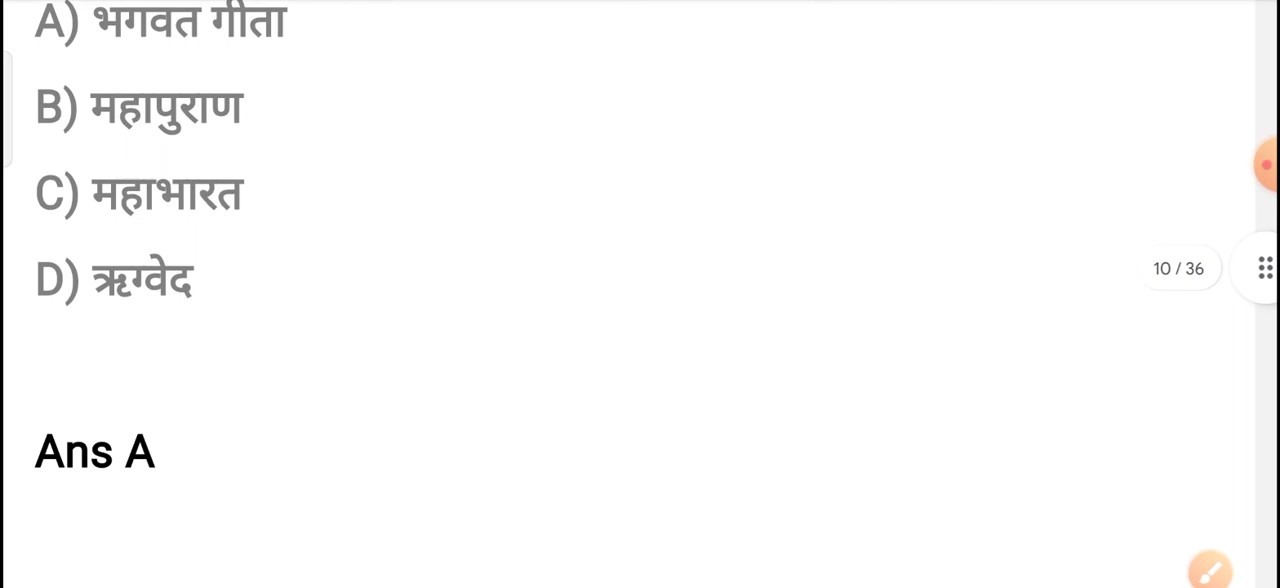 A) भगवत गीता
B) महापुराण
C) महाभारत
D) ऋग्वेद
10 / 36
Ans A